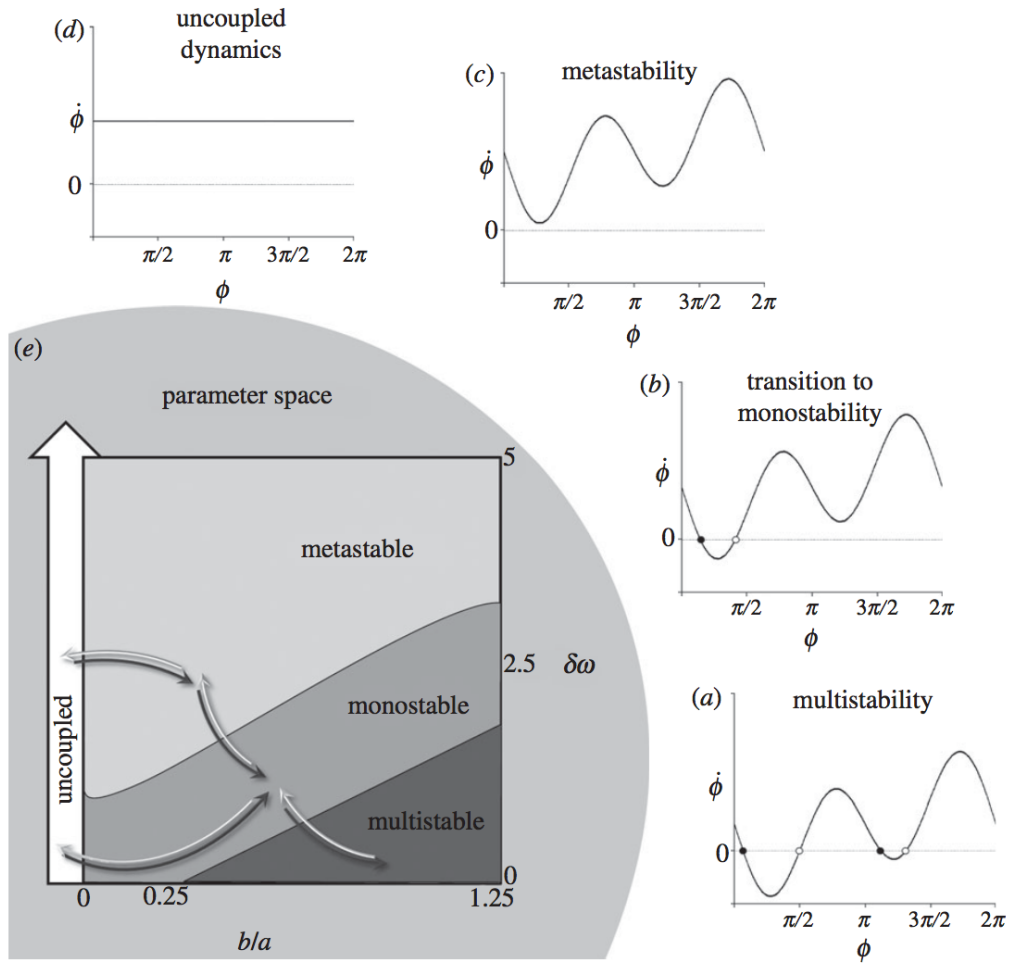 (d)
uncoupled
dynamics
ϕ̇
0
π/2 π 3π/2 2π
ϕ
(c)
metastability
ϕ̇
0
π/2 π 3π/2 2π
ϕ
(b)
transition to
monostability
ϕ̇
0
π/2 π 3π/2 2π
ϕ
(a)
multistability
ϕ̇
0
π/2 π 3π/2 2π
ϕ
(e)
parameter space
5
metastable
2.5 δω
monostable
uncoupled
multistable
0
0 0.25 1.25
b/a